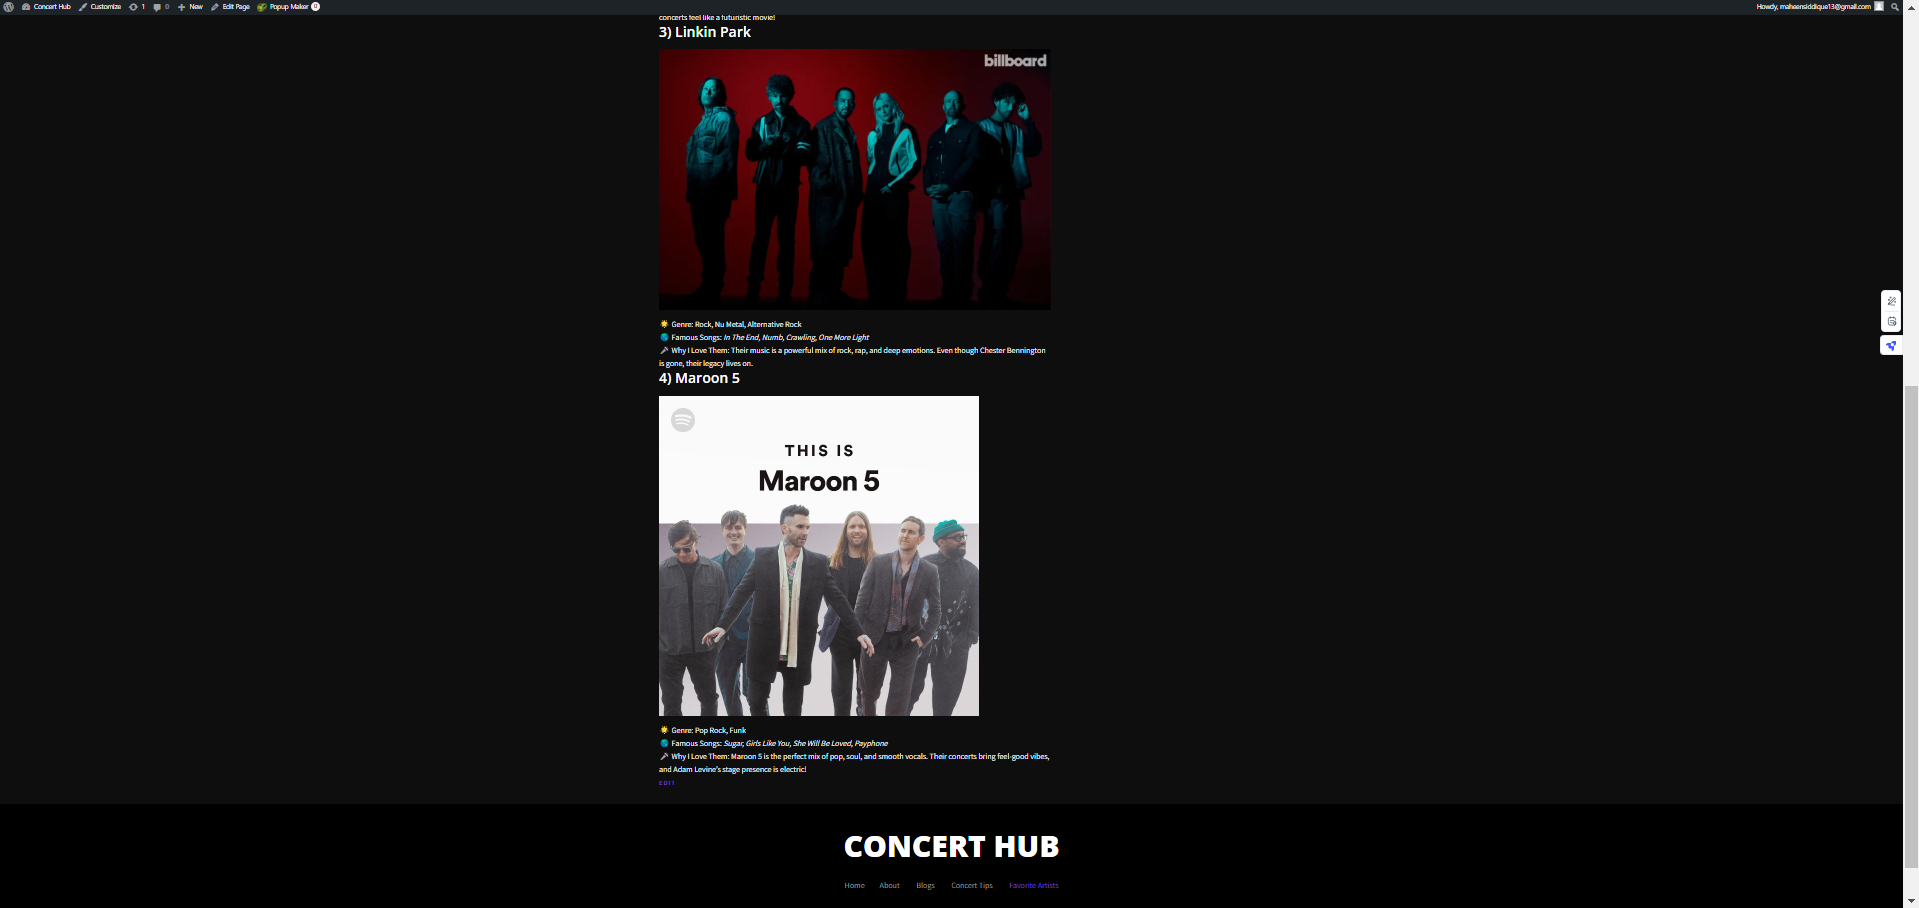 Concert Hub Customize 1 0 New Edit Page Popup Maker 0 Howdy, maheensiddique13@gmail.com
concerts feel like a futuristic movie!
3) Linkin Park
billboard
Genre: Rock, Nu Metal, Alternative Rock
Famous Songs: In The End, Numb, Crawling, One More Light
Why I Love Them: Their music is a powerful mix of rock, rap, and deep emotions. Even though Chester Bennington
is gone, their legacy lives on.
4) Maroon 5
THIS IS
Maroon 5
Genre: Pop Rock, Funk
Famous Songs: Sugar, Girls Like You, She Will Be Loved, Payphone
Why I Love Them: Maroon 5 is the perfect mix of pop, soul, and smooth vocals. Their concerts bring feel-good vibes,
and Adam Levine's stage presence is electric!
EDIT
CONCERT HUB
Home About Blogs Concert Tips Favorite Artists